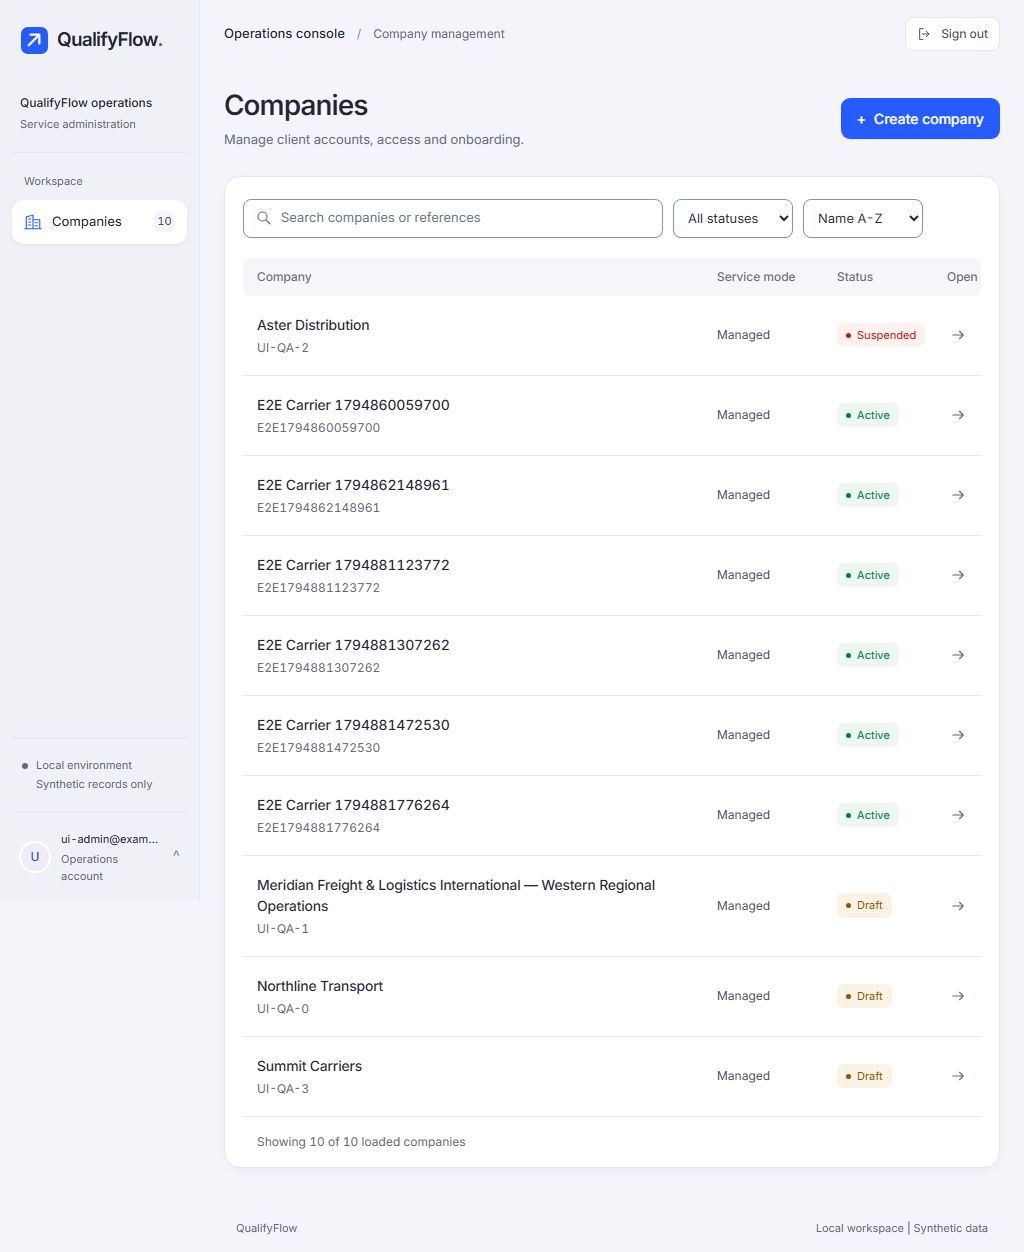 QualifyFlow.
QualifyFlow operations
Service administration
Workspace
Companies 10
Local environment
Synthetic records only
U
ui-admin@exam...
Operations
account
^
Operations console / Company management
Sign out
Companies
Manage client accounts, access and onboarding.
+ Create company
Search companies or references
All statuses
Name A-Z
Company Service mode Status Open
Aster Distribution
UI-QA-2
Managed
Suspended
→
E2E Carrier 1794860059700
E2E1794860059700
Managed
Active
→
E2E Carrier 1794862148961
E2E1794862148961
Managed
Active
→
E2E Carrier 1794881123772
E2E1794881123772
Managed
Active
→
E2E Carrier 1794881307262
E2E1794881307262
Managed
Active
→
E2E Carrier 1794881472530
E2E1794881472530
Managed
Active
→
E2E Carrier 1794881776264
E2E1794881776264
Managed
Active
→
Meridian Freight & Logistics International — Western Regional
Operations
UI-QA-1
Managed
Draft
→
Northline Transport
UI-QA-0
Managed
Draft
→
Summit Carriers
UI-QA-3
Managed
Draft
→
Showing 10 of 10 loaded companies
QualifyFlow
Local workspace | Synthetic data